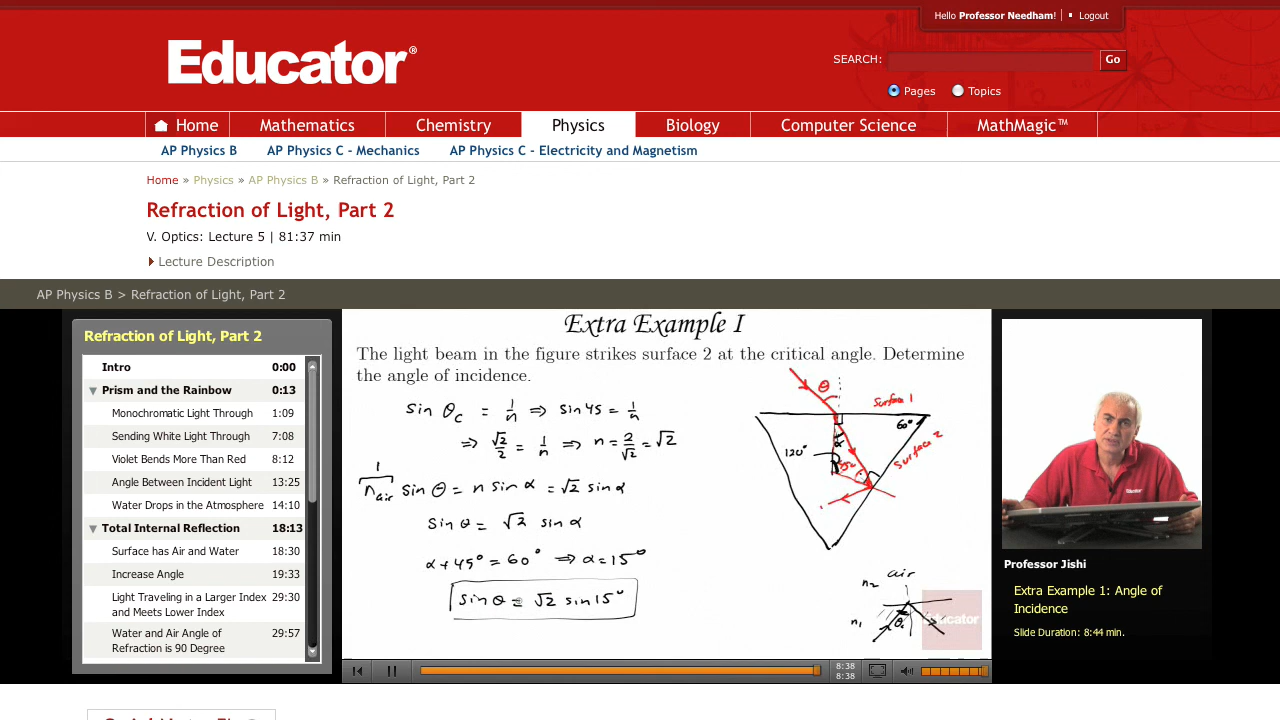 Hello Professor Needham! Logout
Educator®
SEARCH: Go
Pages Topics
Home Mathematics Chemistry Physics Biology Computer Science MathMagic™
AP Physics B AP Physics C - Mechanics AP Physics C - Electricity and Magnetism
Home » Physics » AP Physics B » Refraction of Light, Part 2
Refraction of Light, Part 2
V. Optics: Lecture 5 | 81:37 min
Lecture Description
AP Physics B > Refraction of Light, Part 2
Refraction of Light, Part 2
Intro 0:00
Prism and the Rainbow 0:13
Monochromatic Light Through 1:09
Sending White Light Through 7:08
Violet Bends More Than Red 8:12
Angle Between Incident Light 13:25
Water Drops in the Atmosphere 14:10
Total Internal Reflection 18:13
Surface has Air and Water 18:30
Increase Angle 19:33
Light Traveling in a Larger Index 29:30
and Meets Lower Index
Water and Air Angle of 29:57
Refraction is 90 Degree
Extra Example I
The light beam in the figure strikes surface 2 at the critical angle. Determine
the angle of incidence.
sin θc = 1/n ⇒ sin 45 = 1/n
⇒ √2/2 = 1/n ⇒ n = 2/√2 = √2
1
n air sin θ = n sin α = √2 sin α
sin θ = √2 sin α
α + 45° = 60° ⇒ α = 15°
sin θ = √2 sin 15°
θ
surface 1
60°
α
120°
45°
surface 2
n2 air
n1 θc
Educator
8:38
8:38
Educator
Professor Jishi
Extra Example 1: Angle of
Incidence
Slide Duration: 8:44 min.